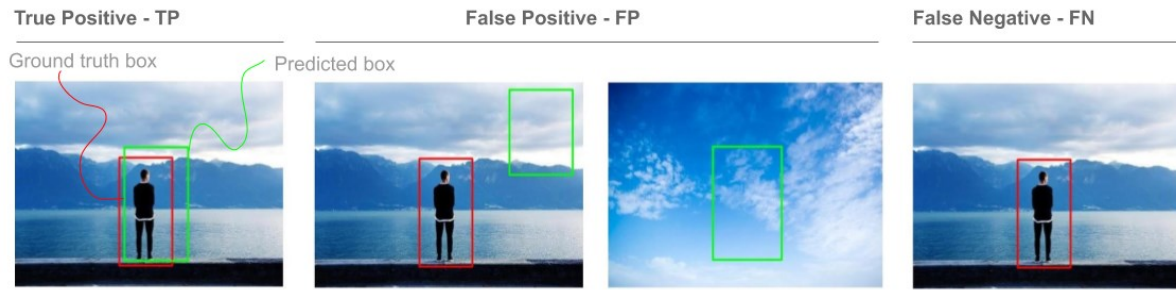 True Positive - TP
False Positive - FP
False Negative - FN
Ground truth box
Predicted box